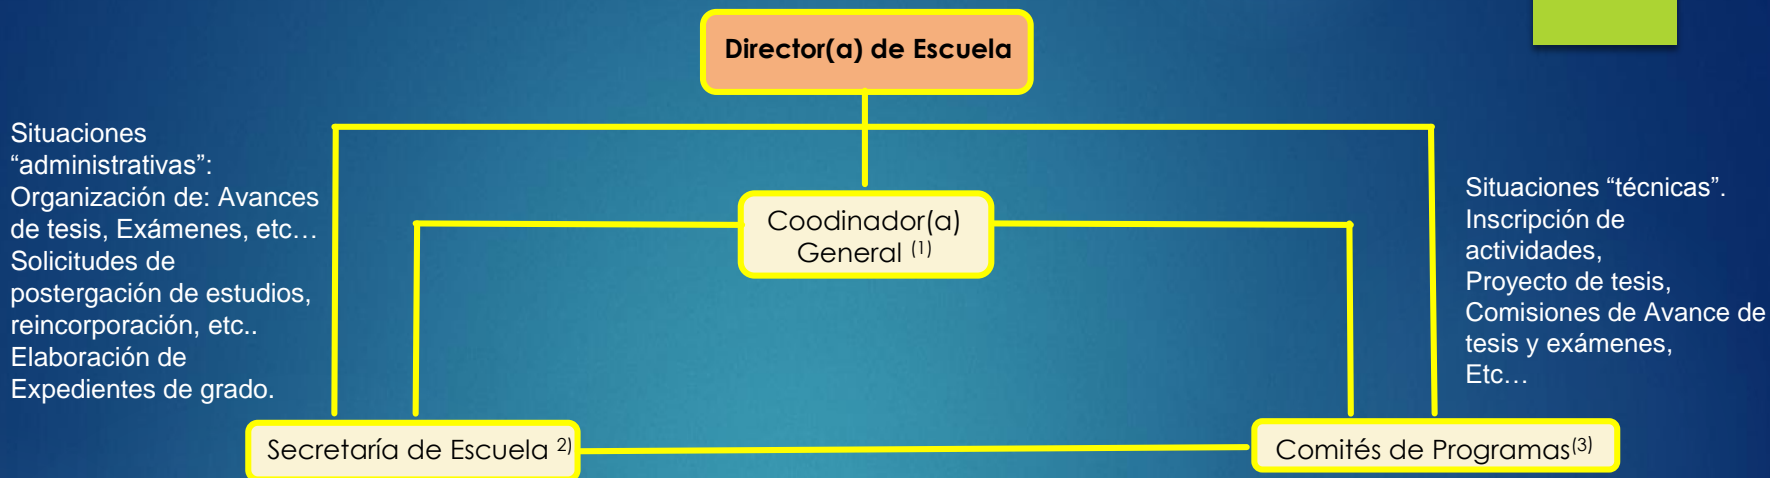 Director(a) de Escuela
Situaciones
“administrativas”:
Organización de: Avances
de tesis, Exámenes, etc…
Solicitudes de
postergación de estudios,
reincorporación, etc..
Elaboración de
Expedientes de grado.
Coodinador(a)
General (1)
Situaciones “técnicas”.
Inscripción de
actividades,
Proyecto de tesis,
Comisiones de Avance de
tesis y exámenes,
Etc…
Secretaría de Escuela 2)
Comités de Programas(3)